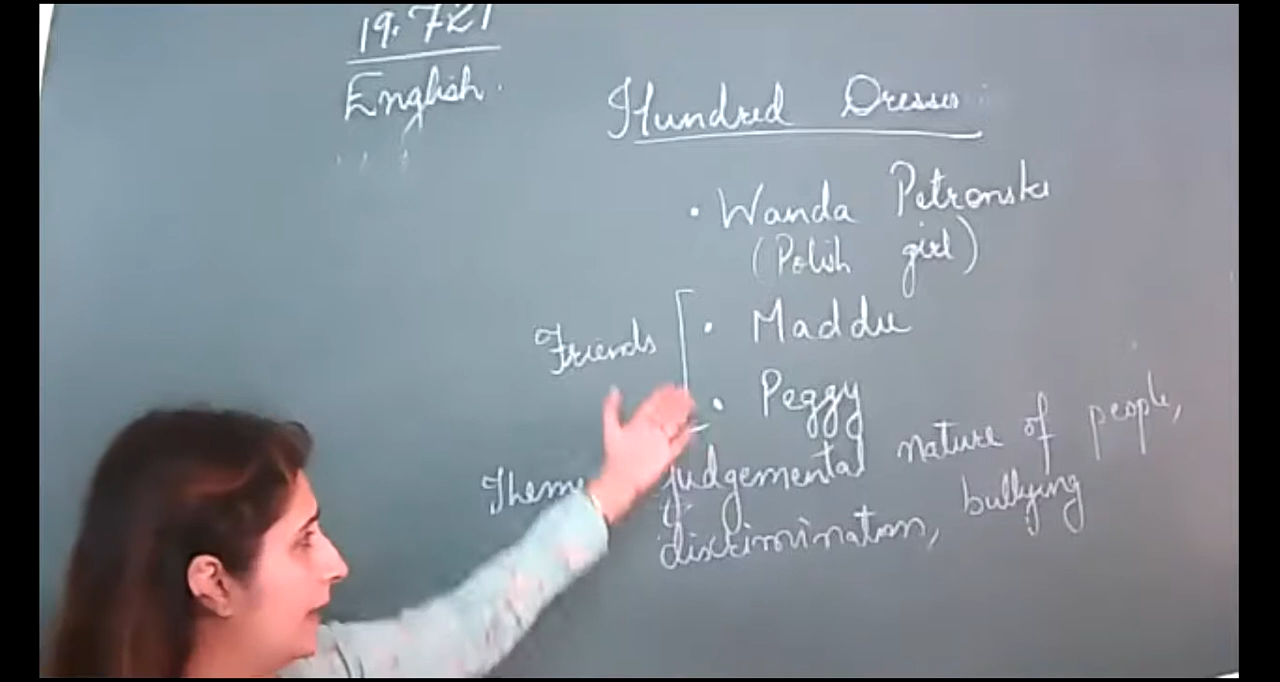 19.7.21
English.
Hundred Dresses
• Wanda Petronski
(Polish girl)
Friends
• Maddie
• Peggy
Theme judgemental nature of people,
discrimination, bullying